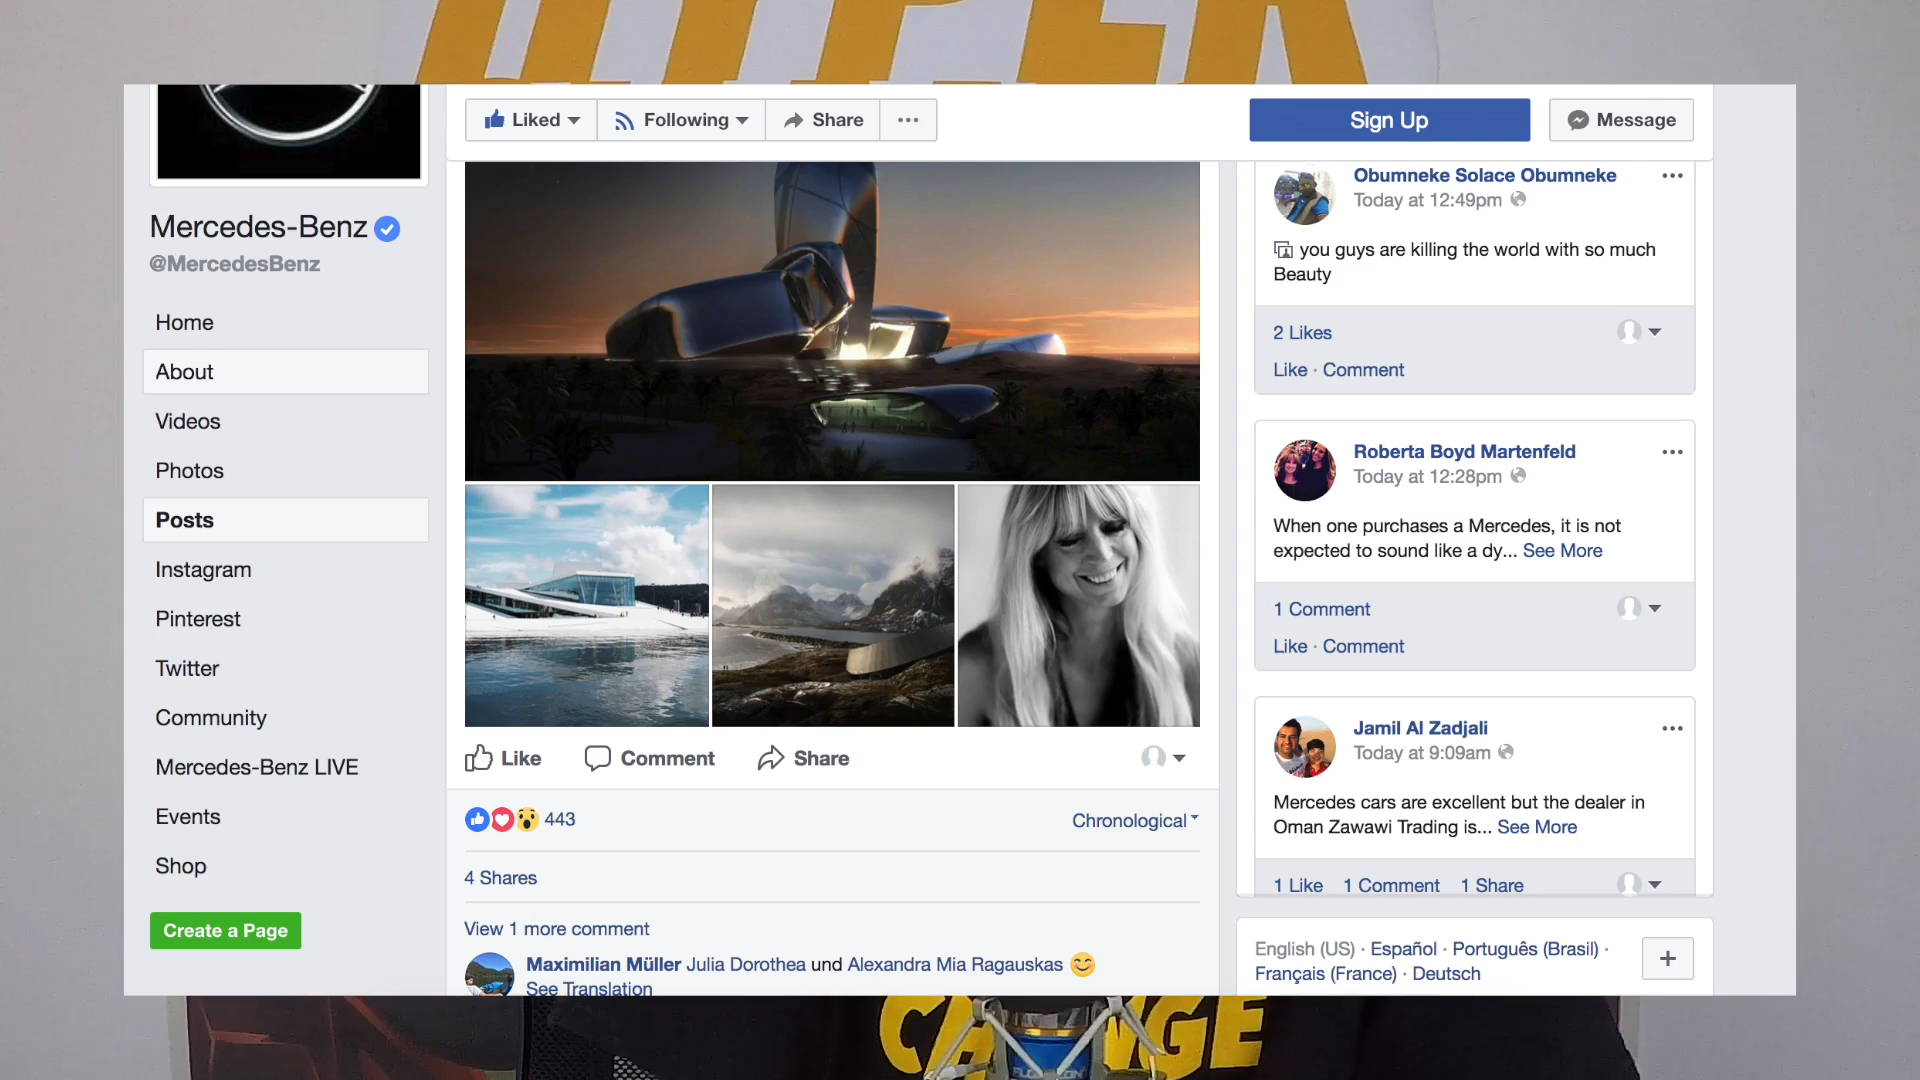 HYPER
Liked
Following
Share
Sign Up
Message
Mercedes-Benz
@MercedesBenz
Home
About
Videos
Photos
Posts
Instagram
Pinterest
Twitter
Community
Mercedes-Benz LIVE
Events
Shop
Create a Page
Like
Comment
Share
443
Chronological
4 Shares
View 1 more comment
Maximilian Müller Julia Dorothea und Alexandra Mia Ragauskas
See Translation
Obumneke Solace Obumneke
Today at 12:49pm
you guys are killing the world with so much
Beauty
2 Likes
Like · Comment
Roberta Boyd Martenfeld
Today at 12:28pm
When one purchases a Mercedes, it is not
expected to sound like a dy... See More
1 Comment
Like · Comment
Jamil Al Zadjali
Today at 9:09am
Mercedes cars are excellent but the dealer in
Oman Zawawi Trading is... See More
1 Like 1 Comment 1 Share
English (US) · Español · Português (Brasil) ·
Français (France) · Deutsch